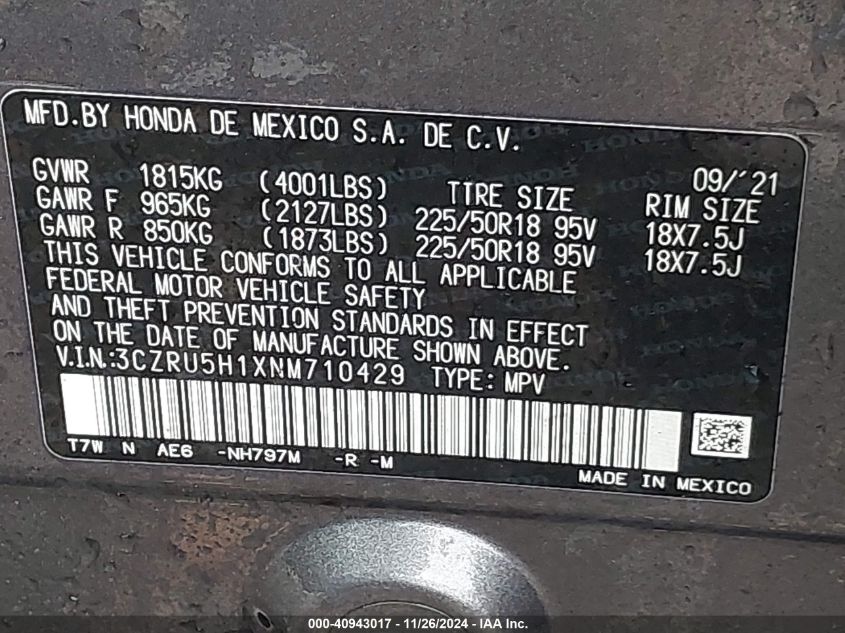 MFD.BY HONDA DE MEXICO S.A. DE C.V.
09/'21
GVWR 1815KG (4001LBS) TIRE SIZE RIM SIZE
GAWR F 965KG (2127LBS) 225/50R18 95V 18X7.5J
GAWR R 850KG (1873LBS) 225/50R18 95V 18X7.5J
THIS VEHICLE CONFORMS TO ALL APPLICABLE
FEDERAL MOTOR VEHICLE SAFETY
AND THEFT PREVENTION STANDARDS IN EFFECT
ON THE DATE OF MANUFACTURE SHOWN ABOVE.
V.I.N.:3CZRU5H1XNM710429 TYPE: MPV
T7W N AE6 -NH797M -R -M
MADE IN MEXICO
000-40943017 — 11/26/2024 — IAA Inc.